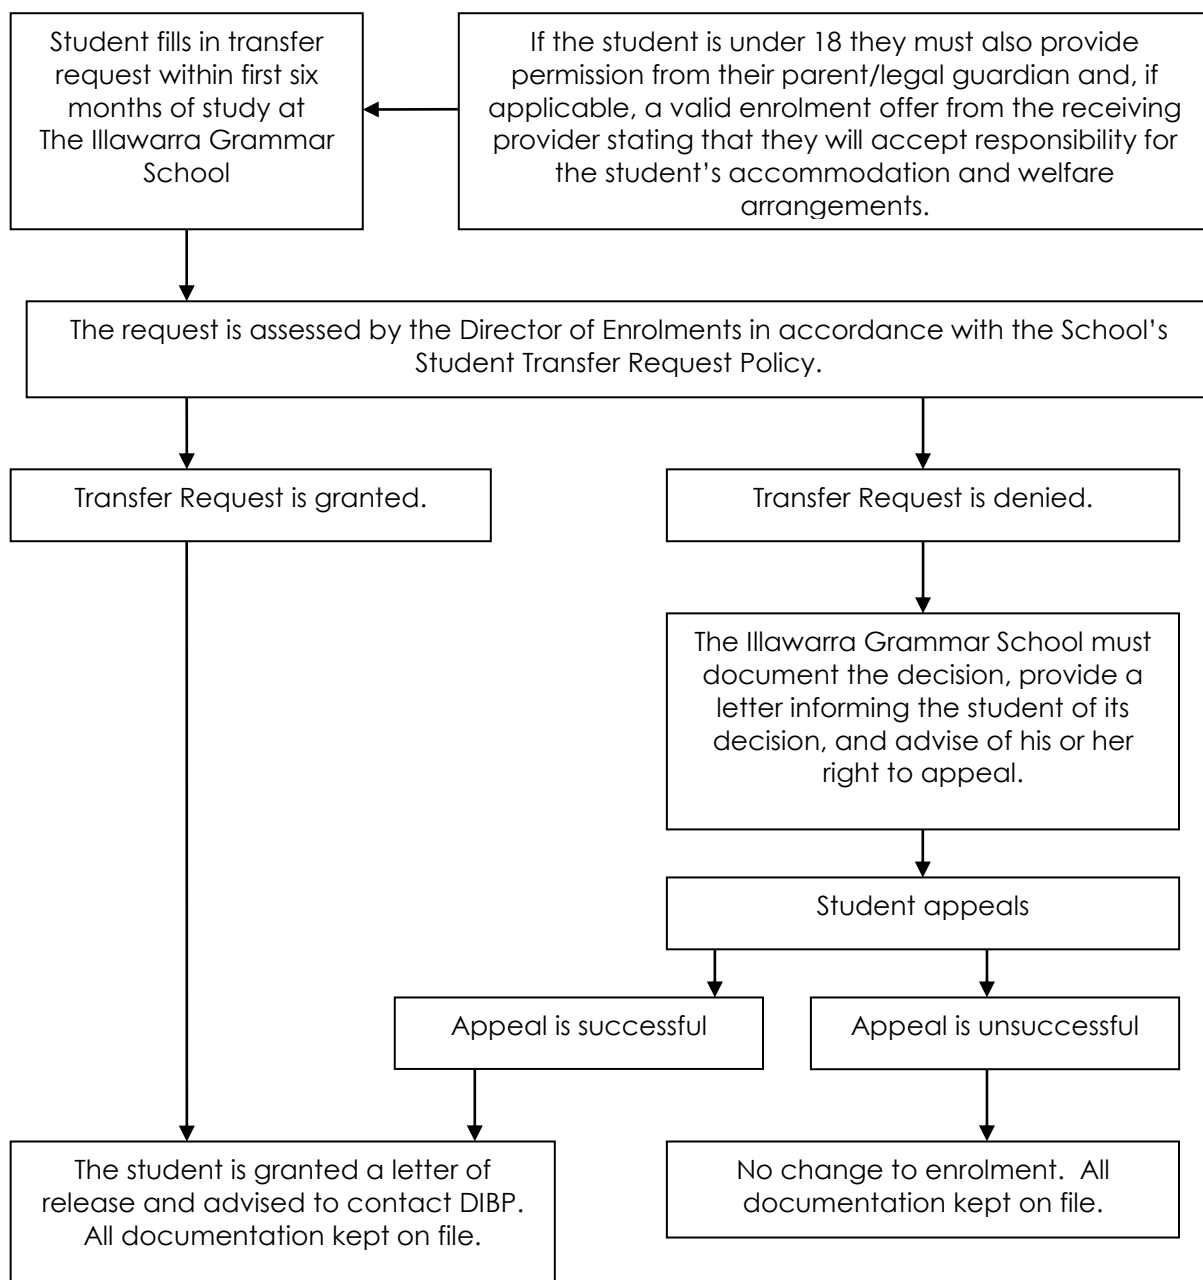 Student fills in transfer
request within first six
months of study at
The Illawarra Grammar
School
If the student is under 18 they must also provide
permission from their parent/legal guardian and, if
applicable, a valid enrolment offer from the receiving
provider stating that they will accept responsibility for
the student’s accommodation and welfare
arrangements.
The request is assessed by the Director of Enrolments in accordance with the School’s
Student Transfer Request Policy.
Transfer Request is granted.
Transfer Request is denied.
The Illawarra Grammar School must
document the decision, provide a
letter informing the student of its
decision, and advise of his or her
right to appeal.
Student appeals
Appeal is successful
Appeal is unsuccessful
The student is granted a letter of
release and advised to contact DIBP.
All documentation kept on file.
No change to enrolment.  All
documentation kept on file.